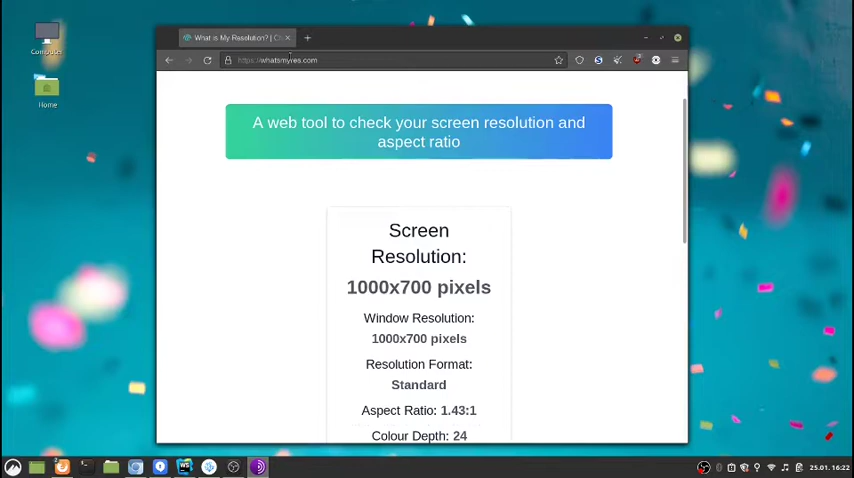 Computer
Home
What is My Resolution? | Ch
https://whatsmyres.com
A web tool to check your screen resolution and
aspect ratio
Screen
Resolution:
1000x700 pixels
Window Resolution:
1000x700 pixels
Resolution Format:
Standard
Aspect Ratio: 1.43:1
Colour Depth: 24
WS
25.01. 16:22